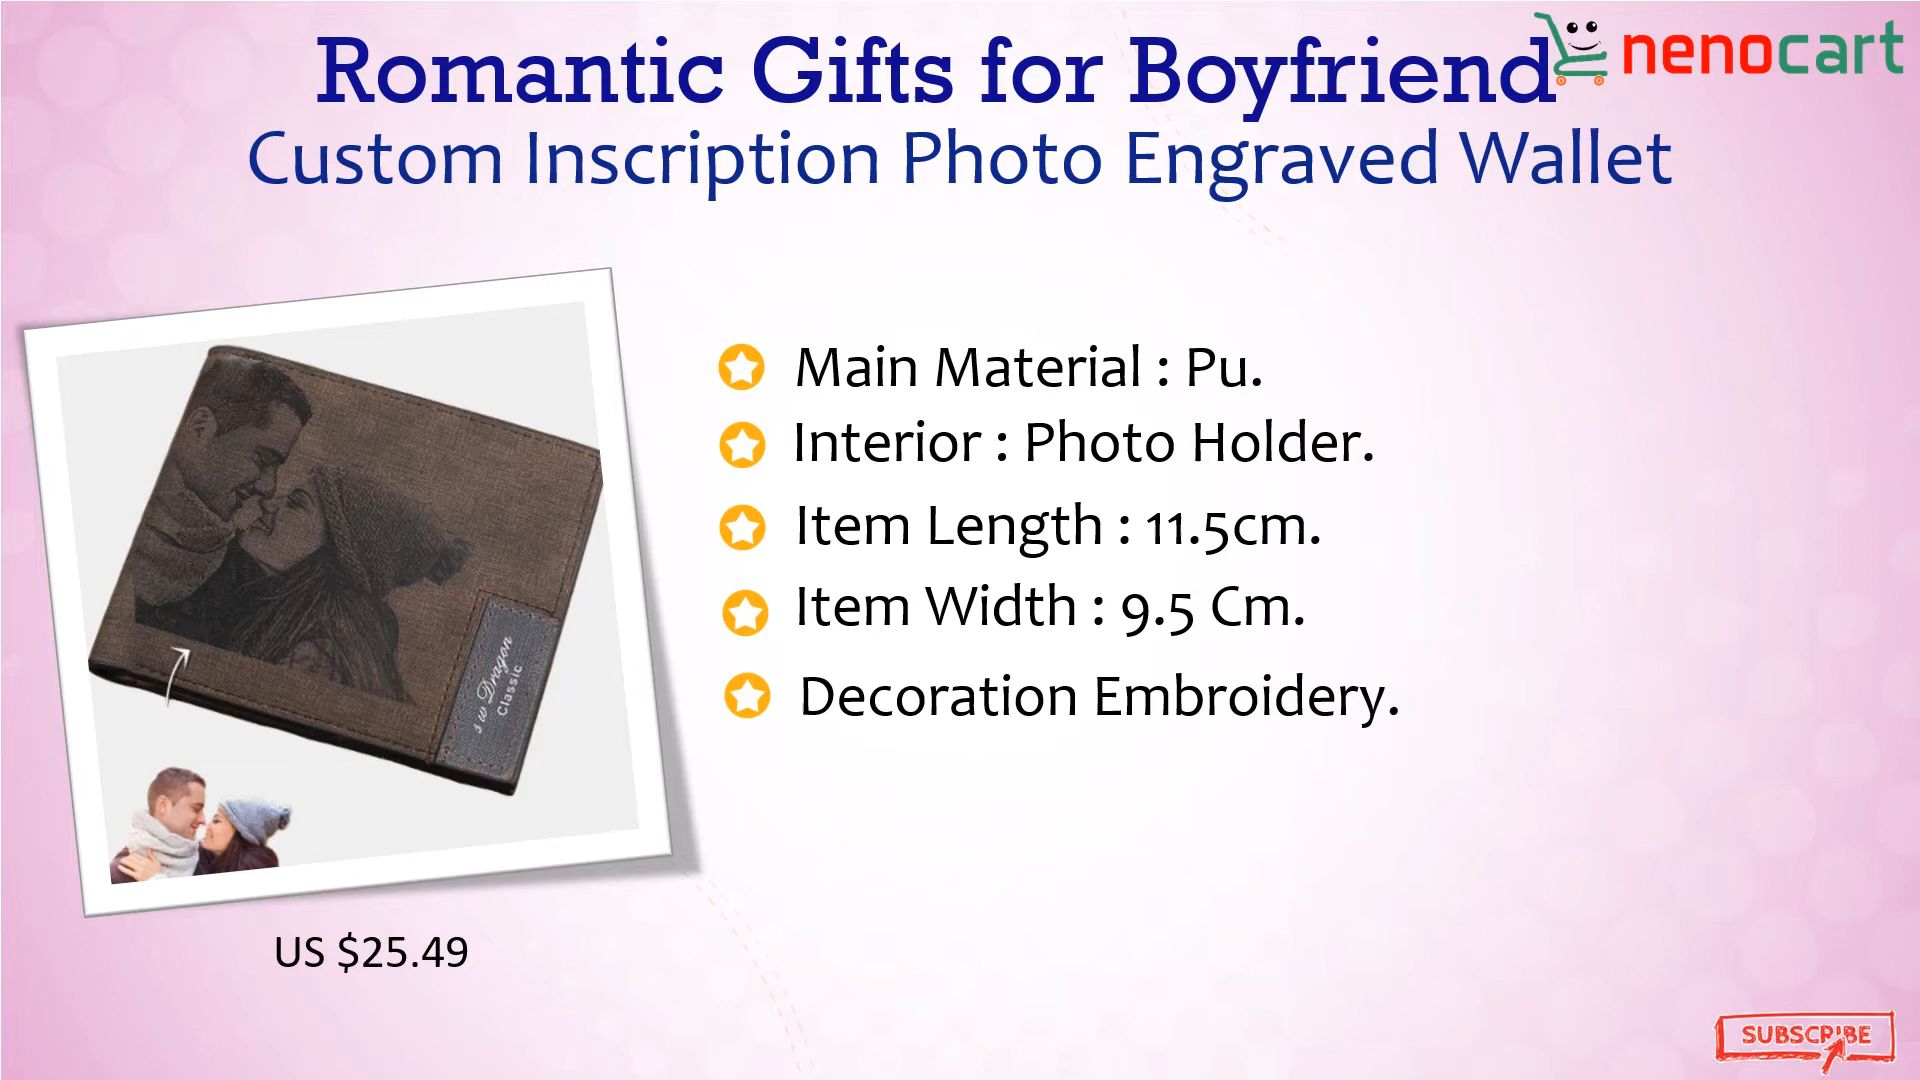 Romantic Gifts for Boyfriend
nenocart
Custom Inscription Photo Engraved Wallet
Main Material : Pu.
Interior : Photo Holder.
Item Length : 11.5cm.
Item Width : 9.5 Cm.
Decoration Embroidery.
Dragon
Classic
US $25.49
SUBSCRIBE